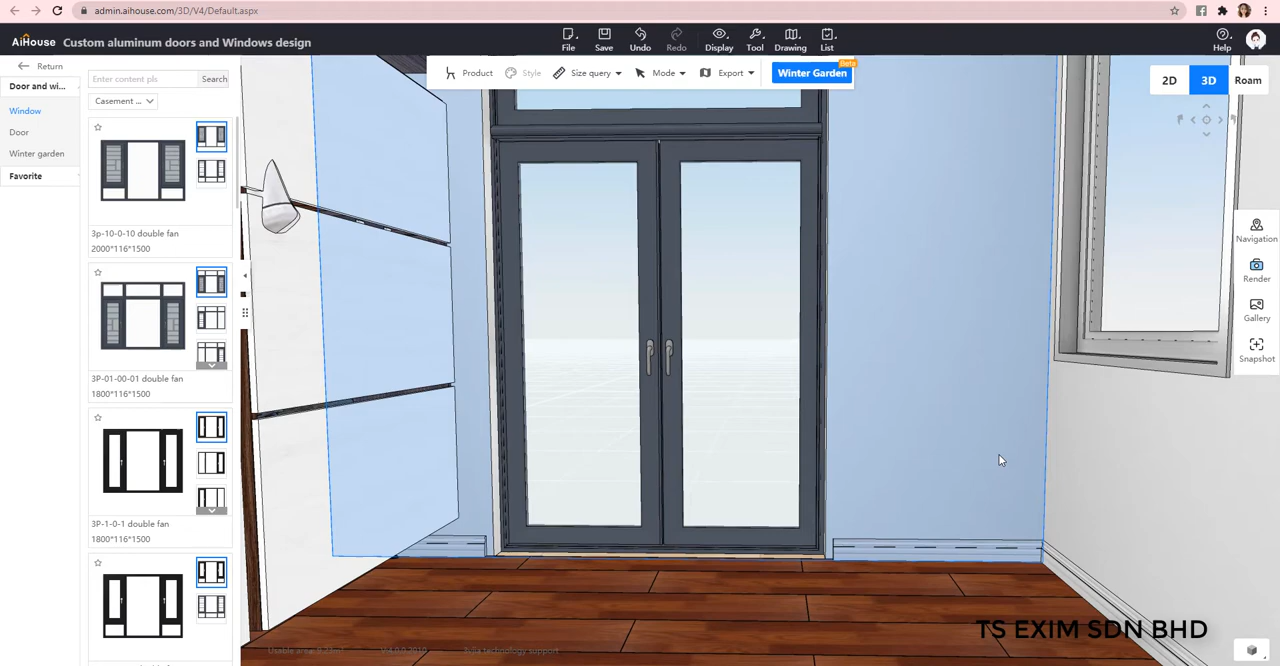 admin.aihouse.com/3D/V4/Default.aspx
AiHouse
Custom aluminum doors and Windows design
File
Save
Undo
Redo
Display
Tool
Drawing
List
Help
Return
Enter content pls
Search
Product
Style
Size query
Mode
Export
Winter Garden
Beta
2D
3D
Roam
Door and wi...
Window
Door
Winter garden
Favorite
Casement ...
3p-10-0-10 double fan
2000*116*1500
3P-01-00-01 double fan
1800*116*1500
3P-1-0-1 double fan
1800*116*1500
Navigation
Render
Gallery
Snapshot
TS EXIM SDN BHD
Yujia technology support